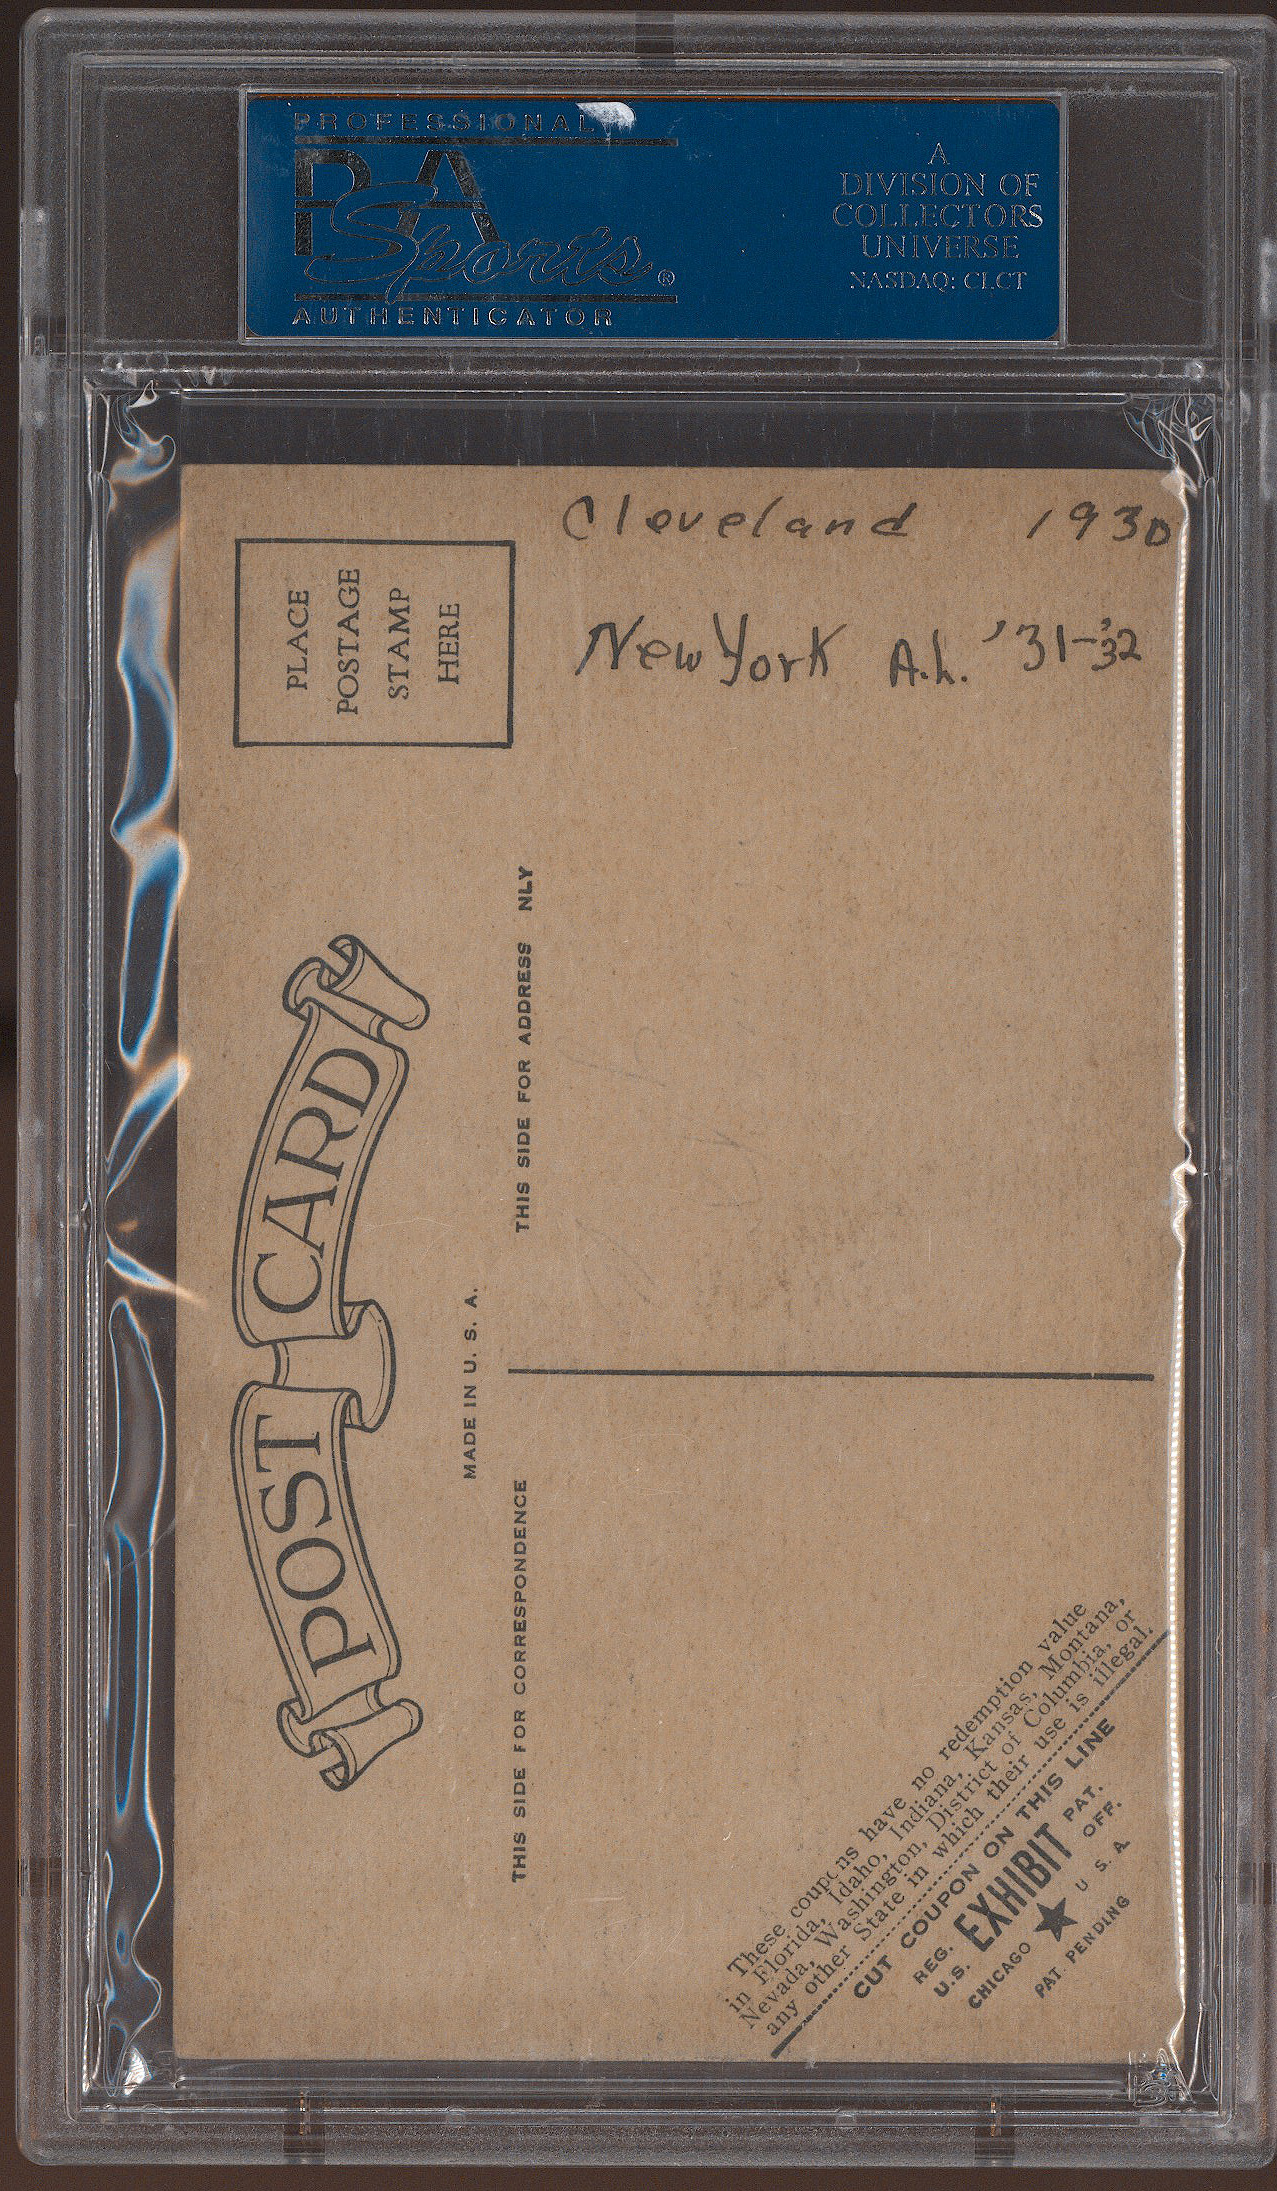 PROFESSIONAL
PSA
Sports®
AUTHENTICATOR
A
DIVISION OF
COLLECTORS
UNIVERSE
NASDAQ: CLCT
Cleveland 1930
New York A.L. '31-'32
PLACE
POSTAGE
STAMP
HERE
POST CARD
MADE IN U. S. A.
THIS SIDE FOR CORRESPONDENCE
THIS SIDE FOR ADDRESS NLY
These coupons have no redemption value
in Florida, Idaho, Indiana, Kansas, Montana,
Nevada, Washington, District of Columbia, or
any other State in which their use is illegal.
CUT COUPON ON THIS LINE
REG. EXHIBIT PAT.
U.S. OFF.
CHICAGO ★ U. S. A.
PAT. PENDING